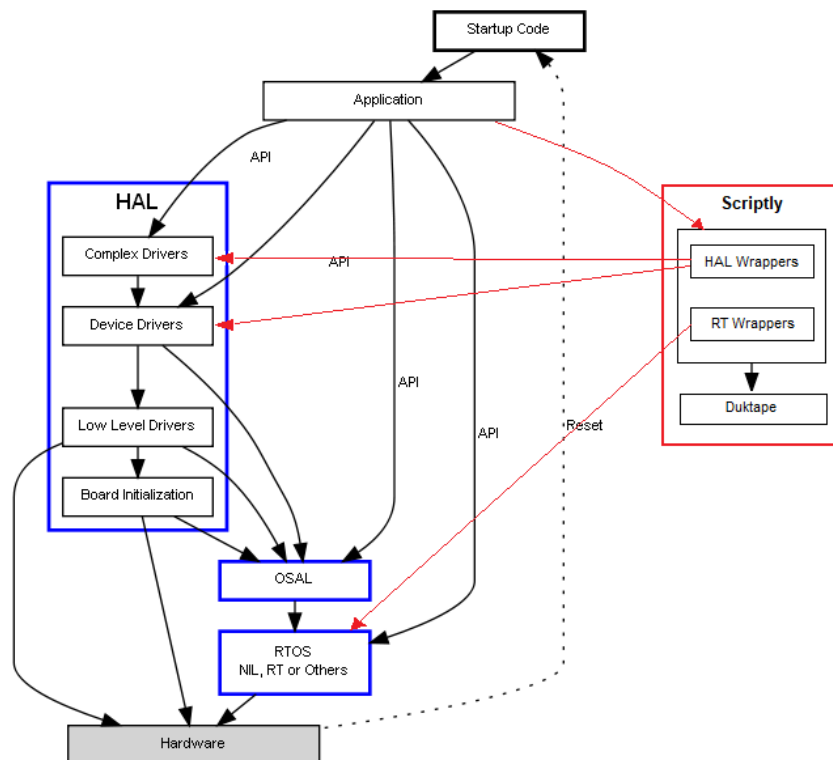 Startup Code
Application
API
HAL
Scriptly
Complex Drivers
API
HAL Wrappers
Device Drivers
RT Wrappers
API
Duktape
Low Level Drivers
API
Reset
Board Initialization
OSAL
RTOS
NIL, RT or Others
Hardware